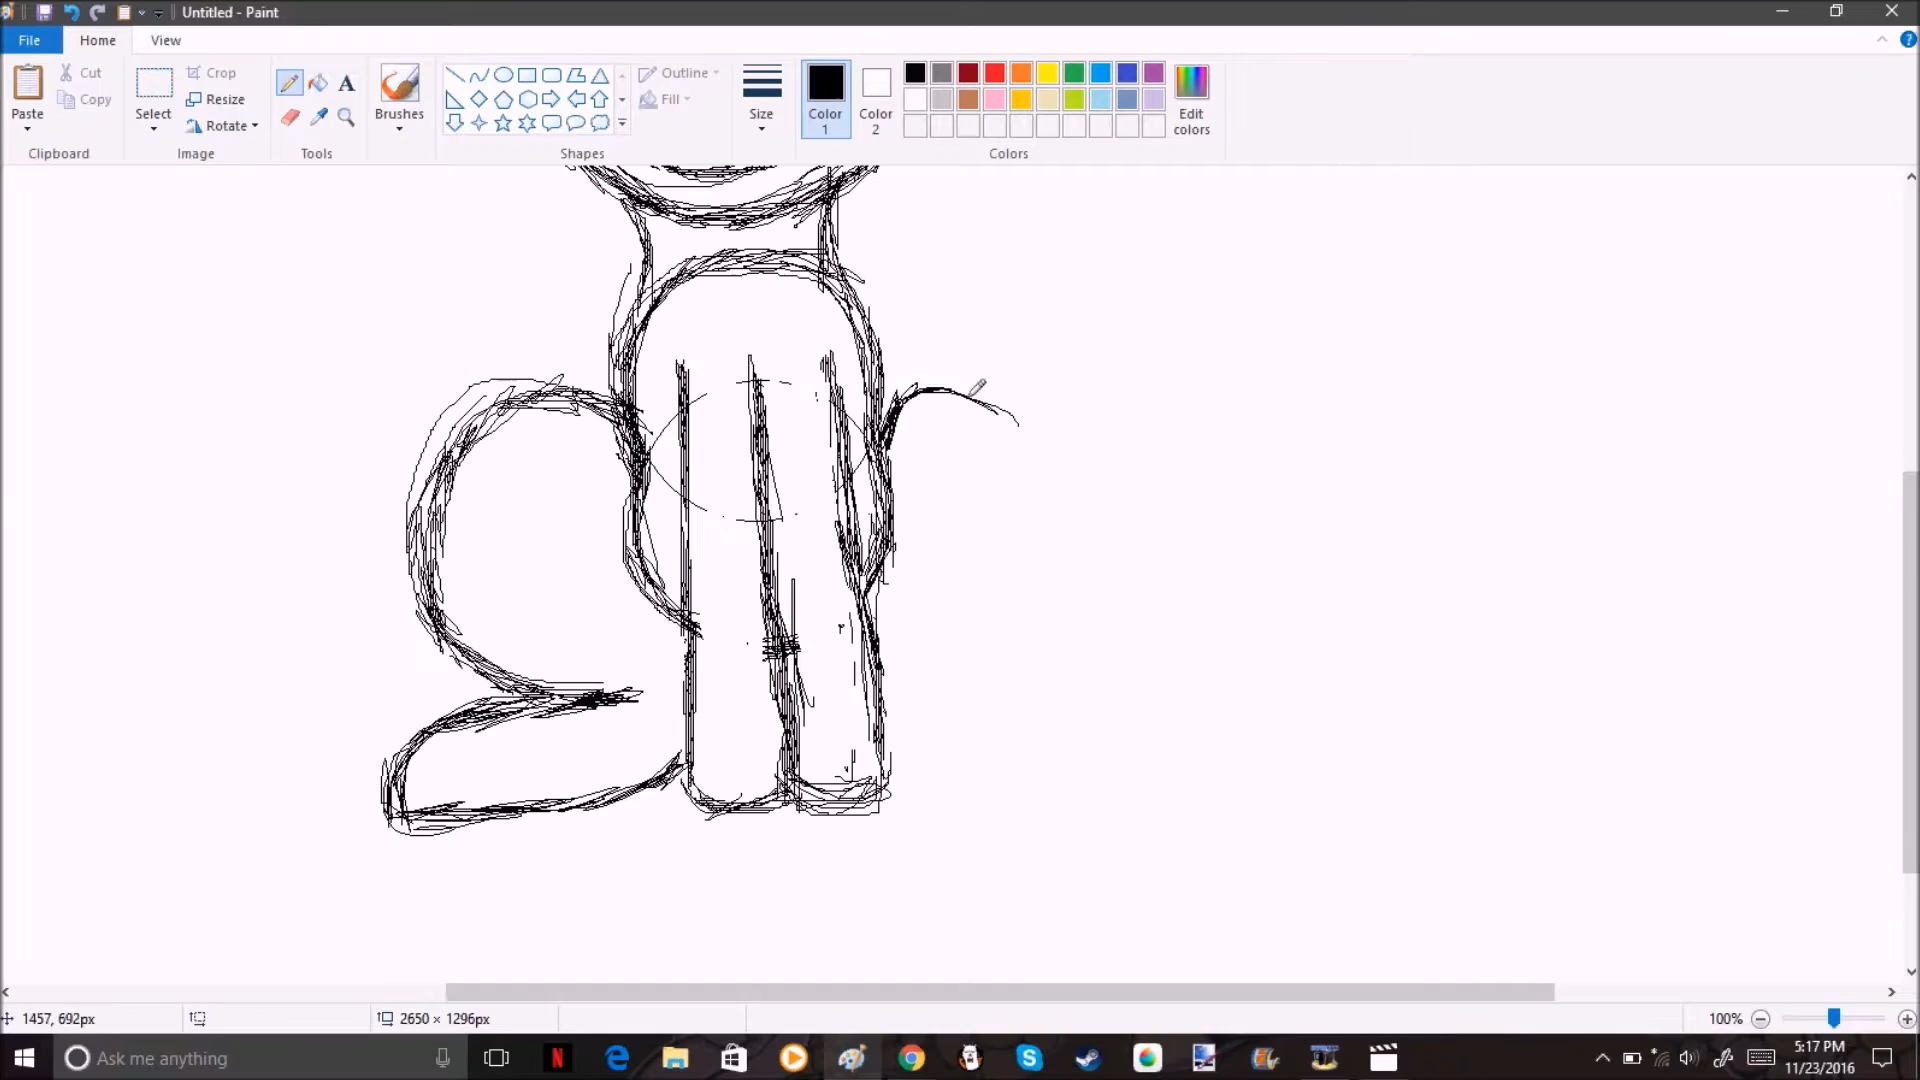 Untitled - Paint
File
Home
View
Paste
Cut
Copy
Clipboard
Select
Crop
Resize
Rotate
Image
A
Tools
Brushes
Shapes
Outline
Fill
Size
Color
1
Color
2
Edit
colors
Colors
1457, 692px
2650 × 1296px
100%
Ask me anything
5:17 PM
11/23/2016